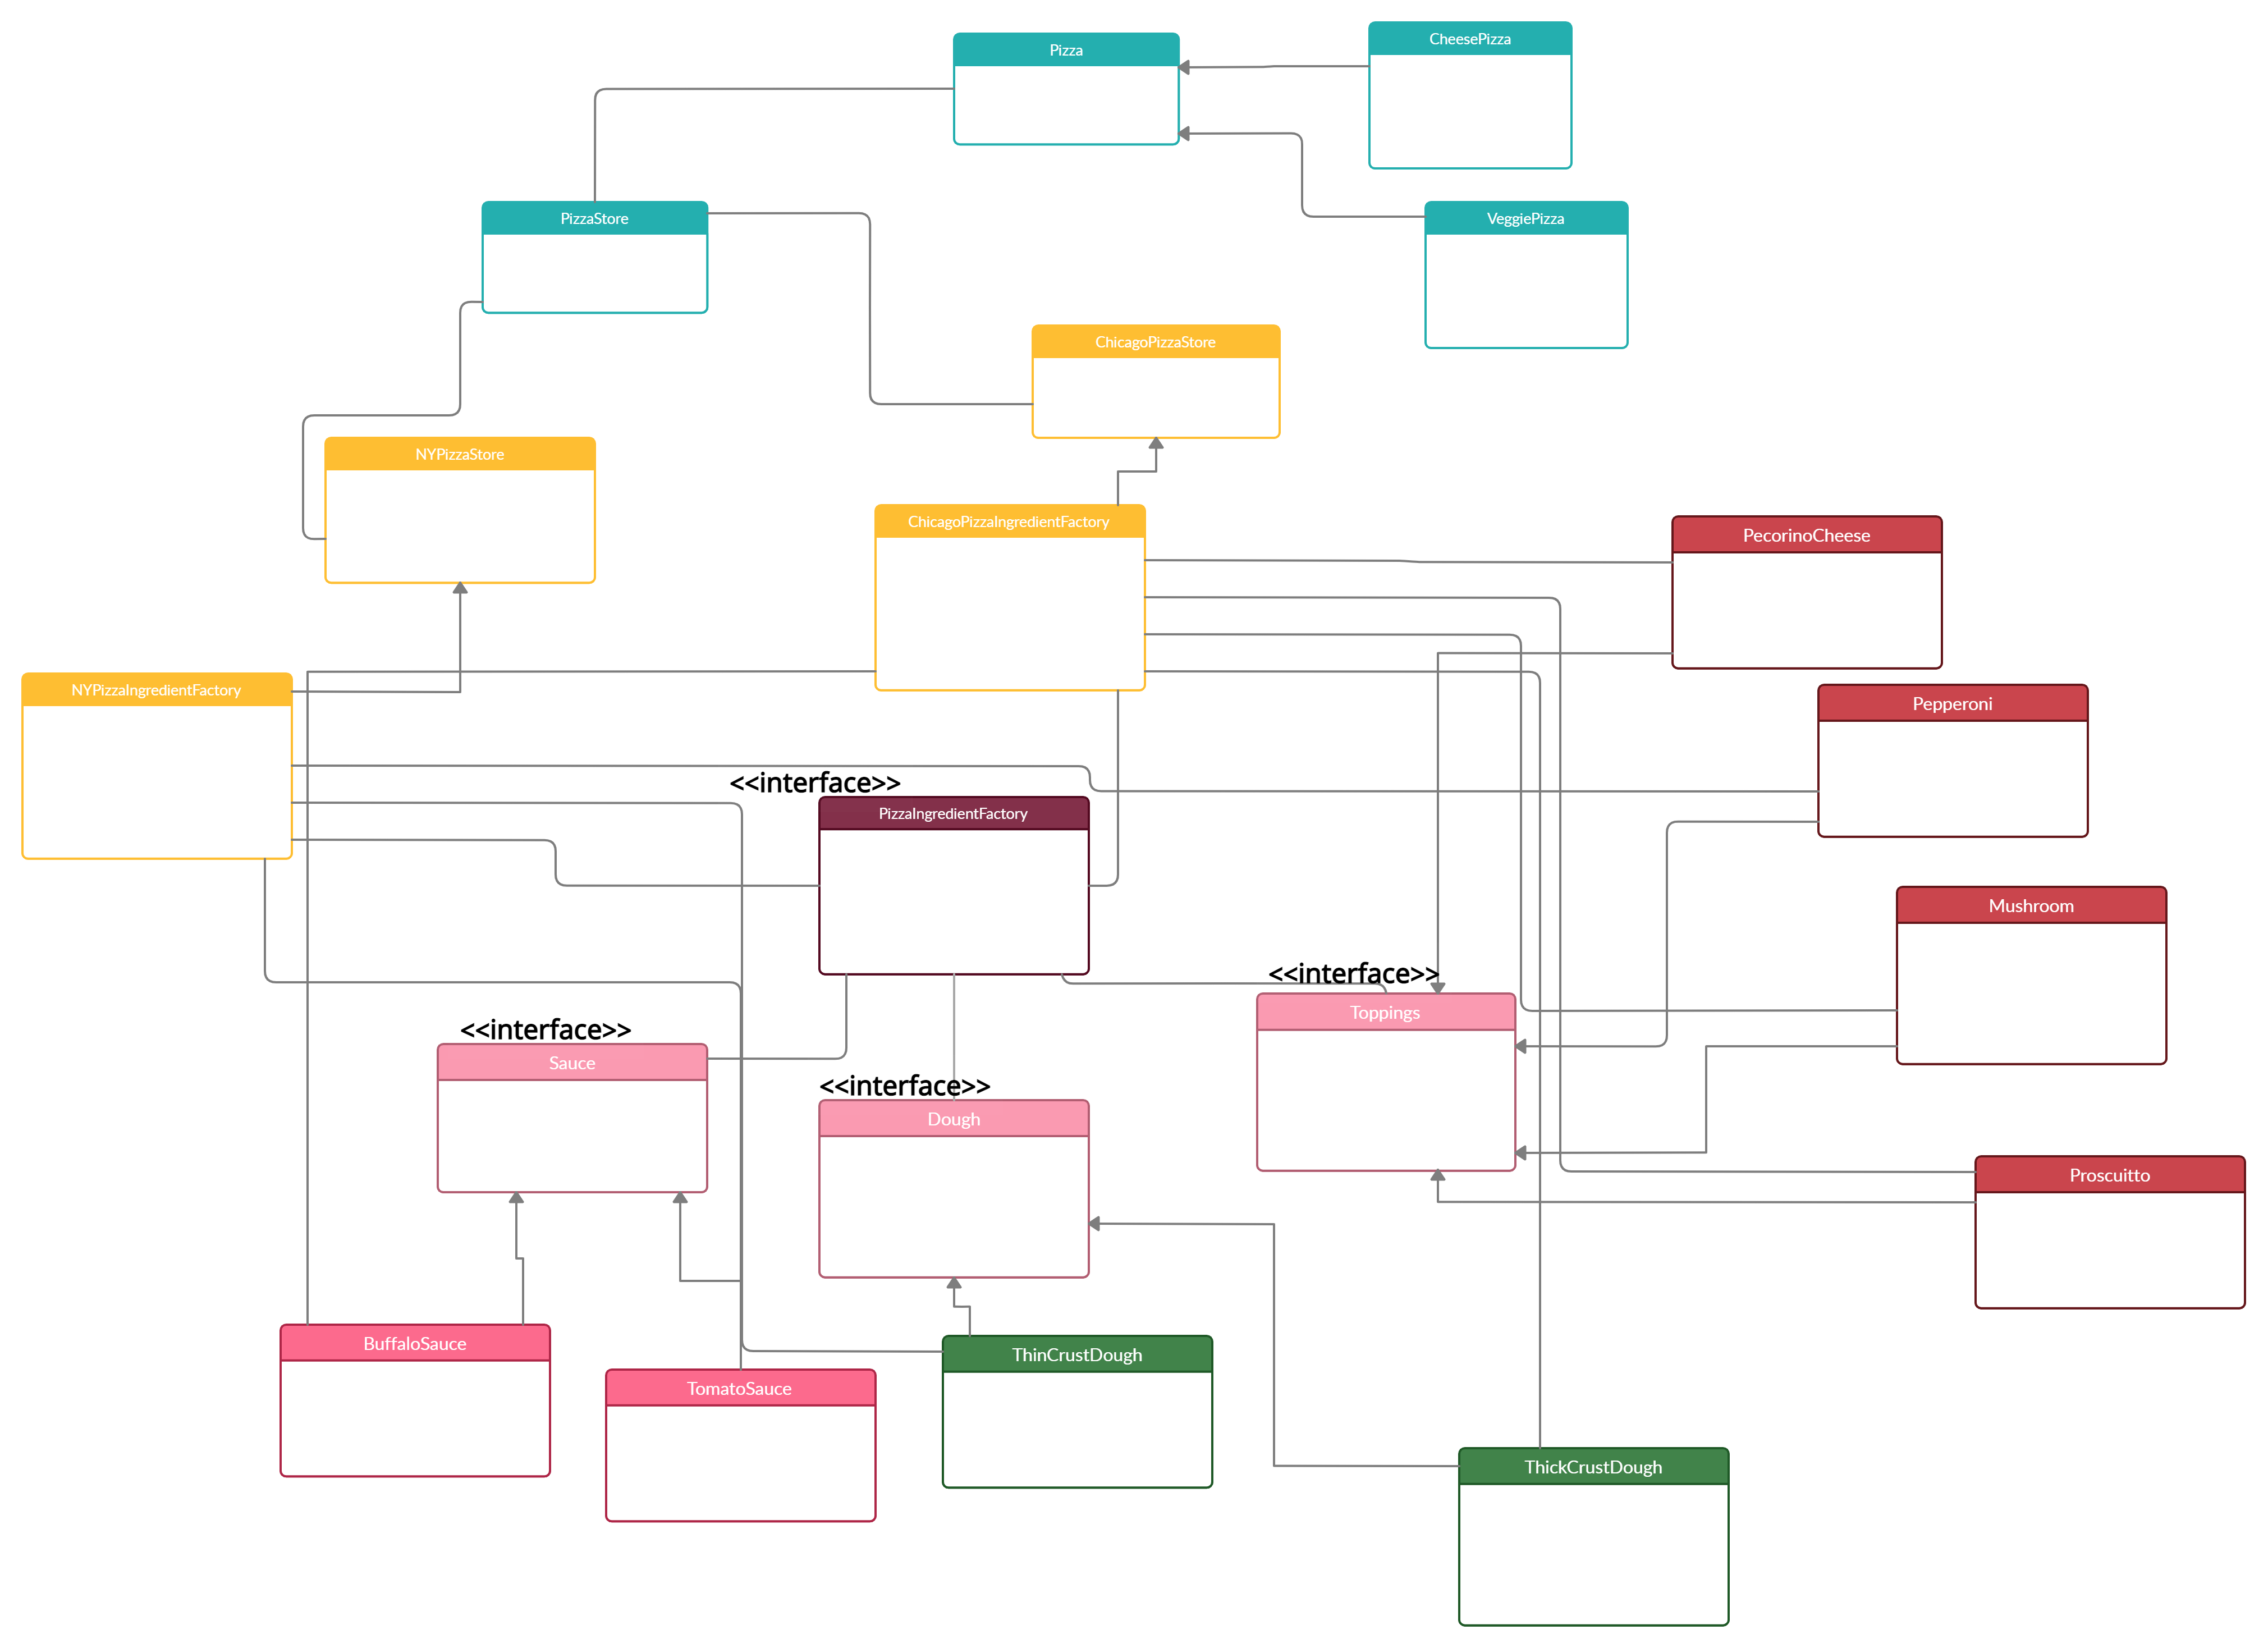 CheesePizza
Pizza
PizzaStore
VeggiePizza
ChicagoPizzaStore
NYPizzaStore
ChicagoPizzaIngredientFactory
PecorinoCheese
NYPizzaIngredientFactory
Pepperoni
<<interface>>
PizzaIngredientFactory
Mushroom
<<interface>>
Toppings
<<interface>>
Sauce
<<interface>>
Dough
Proscuitto
BuffaloSauce
ThinCrustDough
TomatoSauce
ThickCrustDough